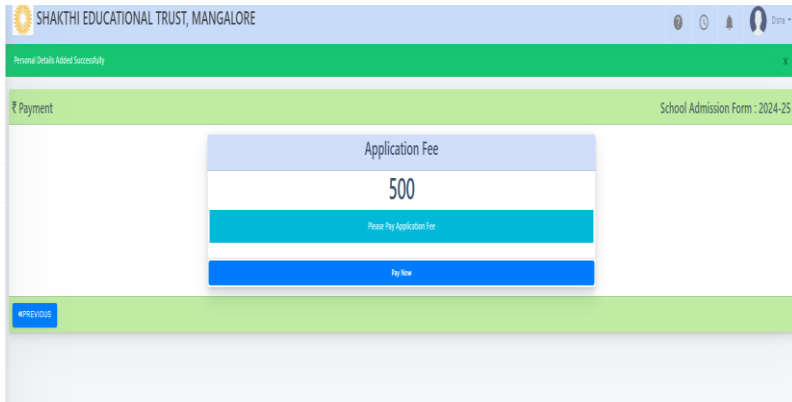 SHAKTHI EDUCATIONAL TRUST, MANGALORE
Disha
Personal Details Added Successfully
X
₹ Payment
School Admission Form : 2024-25
Application Fee
500
Please Pay Application Fee
Pay Now
«PREVIOUS